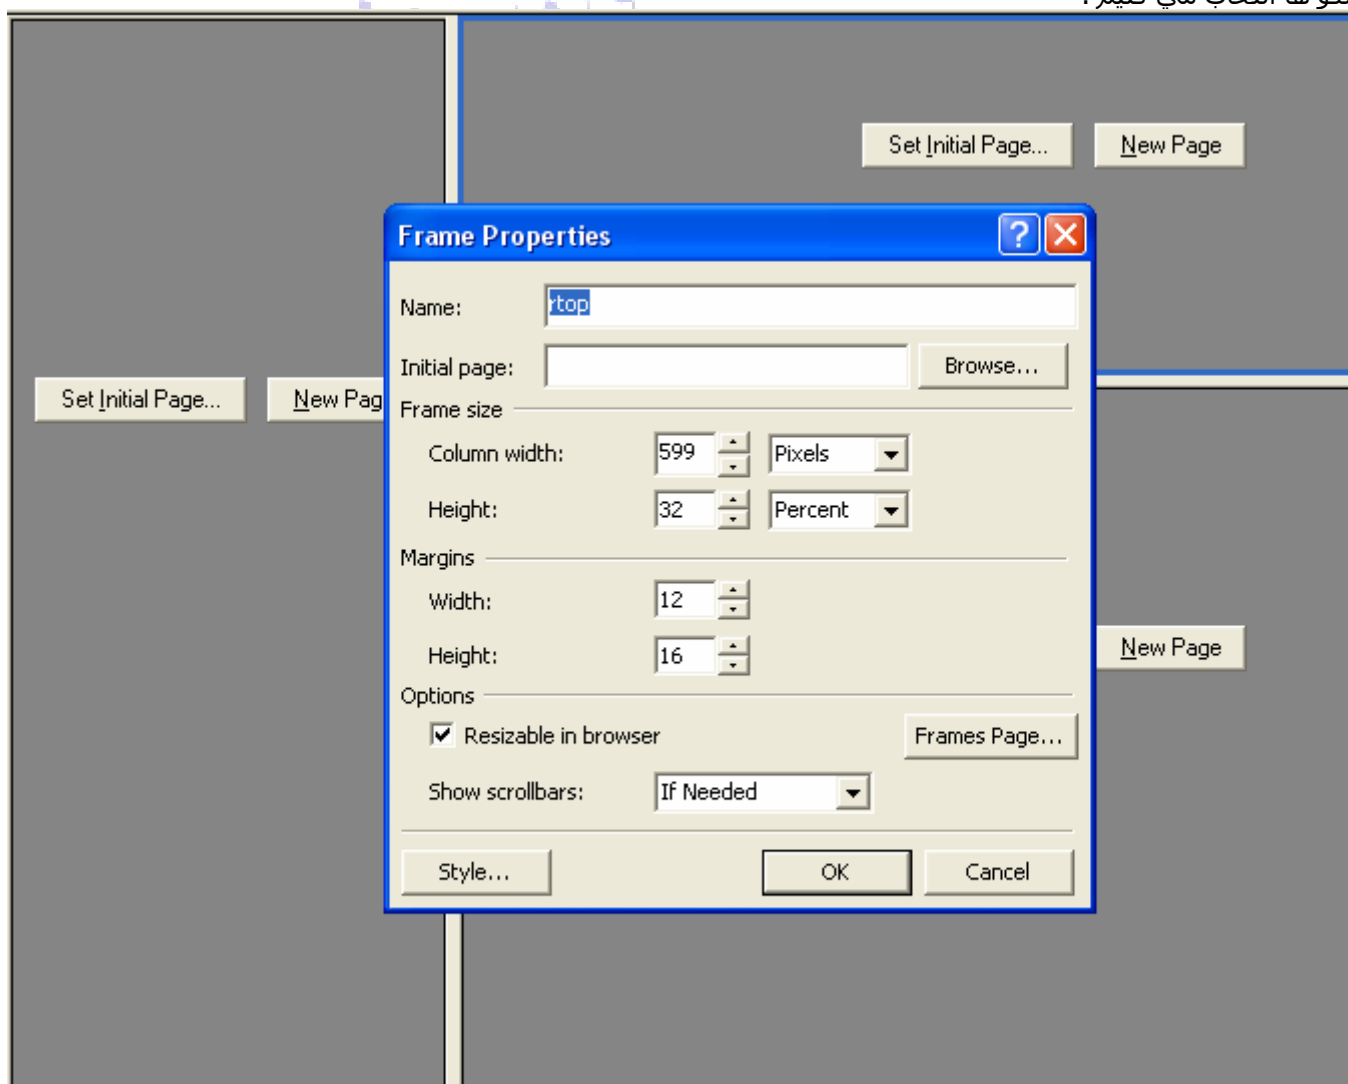 Set Initial Page...
New Page
Frame Properties
Name:
rtop
Initial page:
Browse...
Set Initial Page...
New Pag
Frame size
Column width:
599
Pixels
Height:
32
Percent
Margins
Width:
12
Height:
16
New Page
Options
Resizable in browser
Frames Page...
Show scrollbars:
If Needed
Style...
OK
Cancel